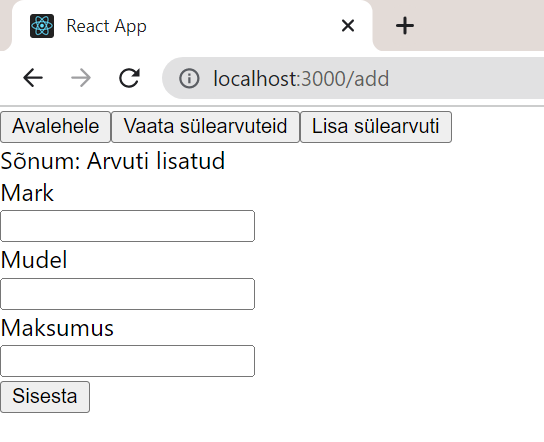 React App
localhost:3000/add
Avalehele Vaata sülearvuteid Lisa sülearvuti
Sõnum: Arvuti lisatud
Mark
Mudel
Maksumus
Sisesta